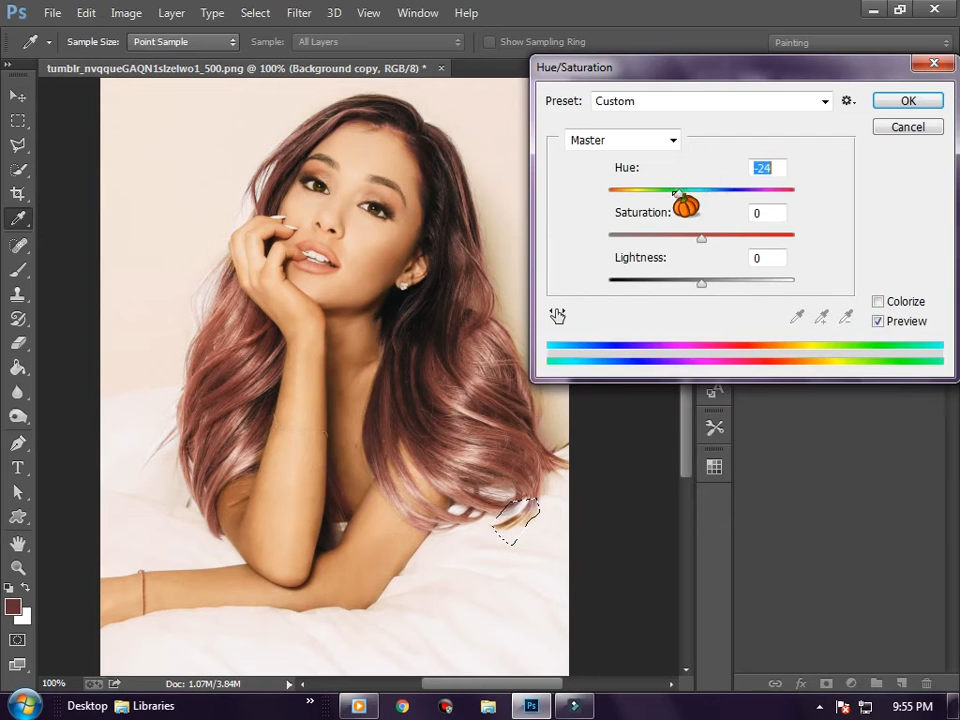 Ps File Edit Image Layer Type Select Filter 3D View Window Help
Sample Size: Point Sample Sample: All Layers Show Sampling Ring Painting
tumblr_nvqqueGAQN1slzelwo1_500.png @ 100% (Background copy, RGB/8) *
Hue/Saturation
Preset: Custom OK
Cancel
Master
Hue: -24
Saturation: 0
Lightness: 0
Colorize
Preview
100% Doc: 1.07M/3.84M
Desktop Libraries Ps 9:55 PM